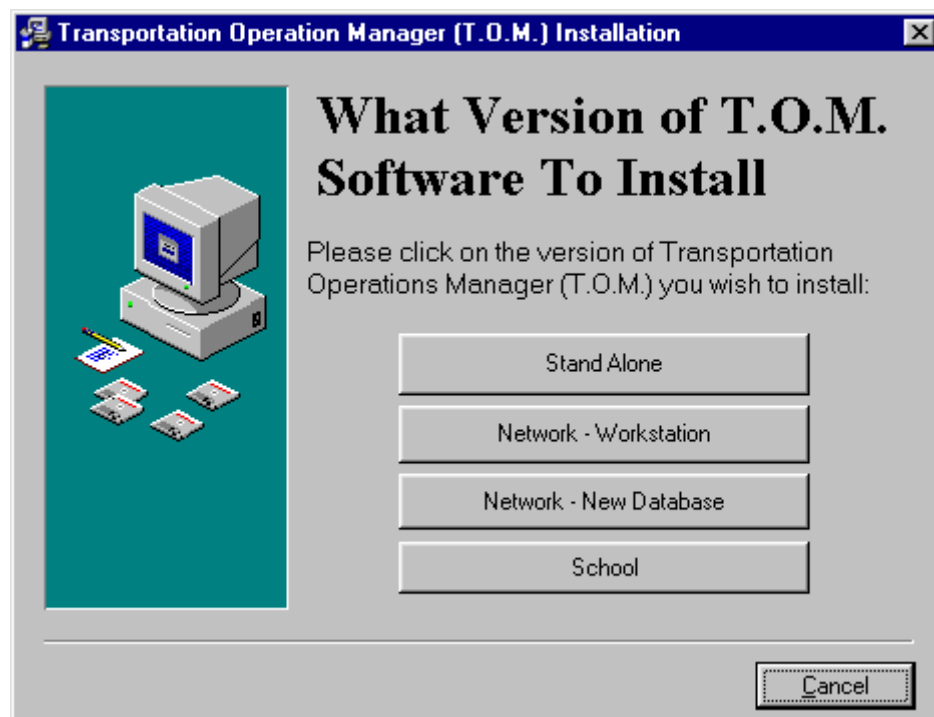 Transportation Operation Manager (T.O.M.) Installation
What Version of T.O.M.
Software To Install
Please click on the version of Transportation
Operations Manager (T.O.M.) you wish to install:
Stand Alone
Network - Workstation
Network - New Database
School
Cancel